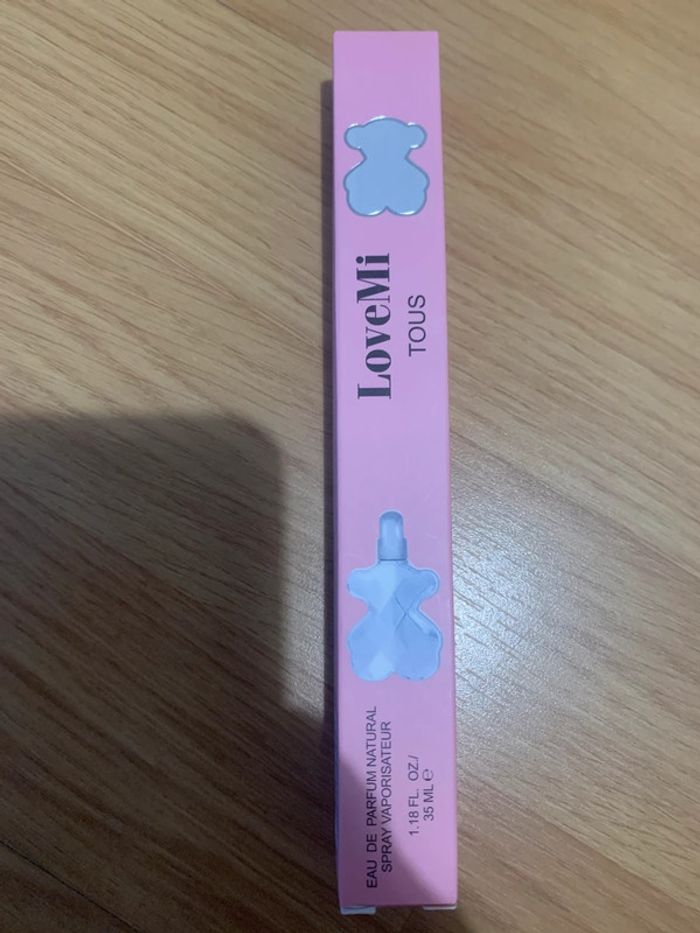 LoveMi
TOUS
EAU DE PARFUM NATURAL
SPRAY VAPORISATEUR
1.18 FL. OZ./
35 ML ℮